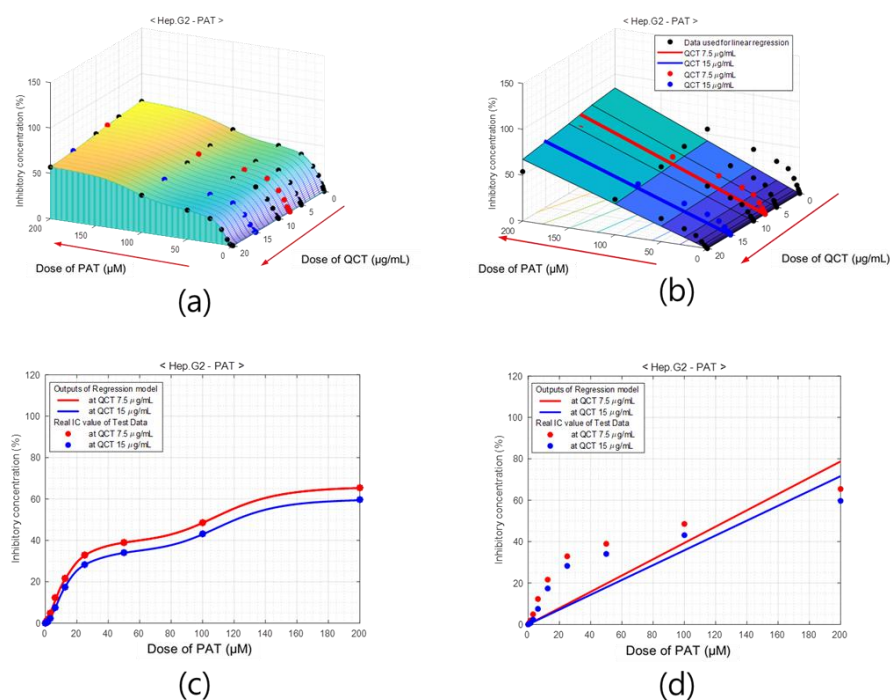 < Hep.G2 - PAT >
Inhibitory concentration (%)
150
100
50
0
200
150
100
50
0
20
15
10
5
0
Dose of PAT (µM)
Dose of QCT (µg/mL)
(a)
< Hep.G2 - PAT >
Data used for linear regression
QCT 7.5 µg/mL
QCT 15 µg/mL
QCT 7.5 µg/mL
QCT 15 µg/mL
Inhibitory concentration (%)
150
100
50
0
200
150
100
50
0
20
15
10
5
0
Dose of PAT (µM)
Dose of QCT (µg/mL)
(b)
< Hep.G2 - PAT >
Outputs of Regression model
at QCT 7.5 µg/mL
at QCT 15 µg/mL
Real IC value of Test Data
at QCT 7.5 µg/mL
at QCT 15 µg/mL
Inhibitory concentration (%)
120
100
80
60
40
20
0
0 20 40 60 80 100 120 140 160 180 200
Dose of PAT (µM)
(c)
< Hep.G2 - PAT >
Outputs of Regression model
at QCT 7.5 µg/mL
at QCT 15 µg/mL
Real IC value of Test Data
at QCT 7.5 µg/mL
at QCT 15 µg/mL
Inhibitory concentration (%)
120
100
80
60
40
20
0
0 20 40 60 80 100 120 140 160 180 200
Dose of PAT (µM)
(d)